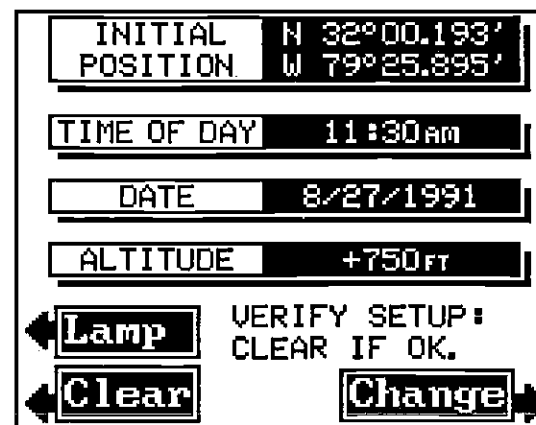 INITIAL N 32°00.193'
POSITION W 79°25.895'
TIME OF DAY 11:30AM
DATE 8/27/1991
ALTITUDE +750FT
Lamp VERIFY SETUP:
CLEAR IF OK.
Clear Change